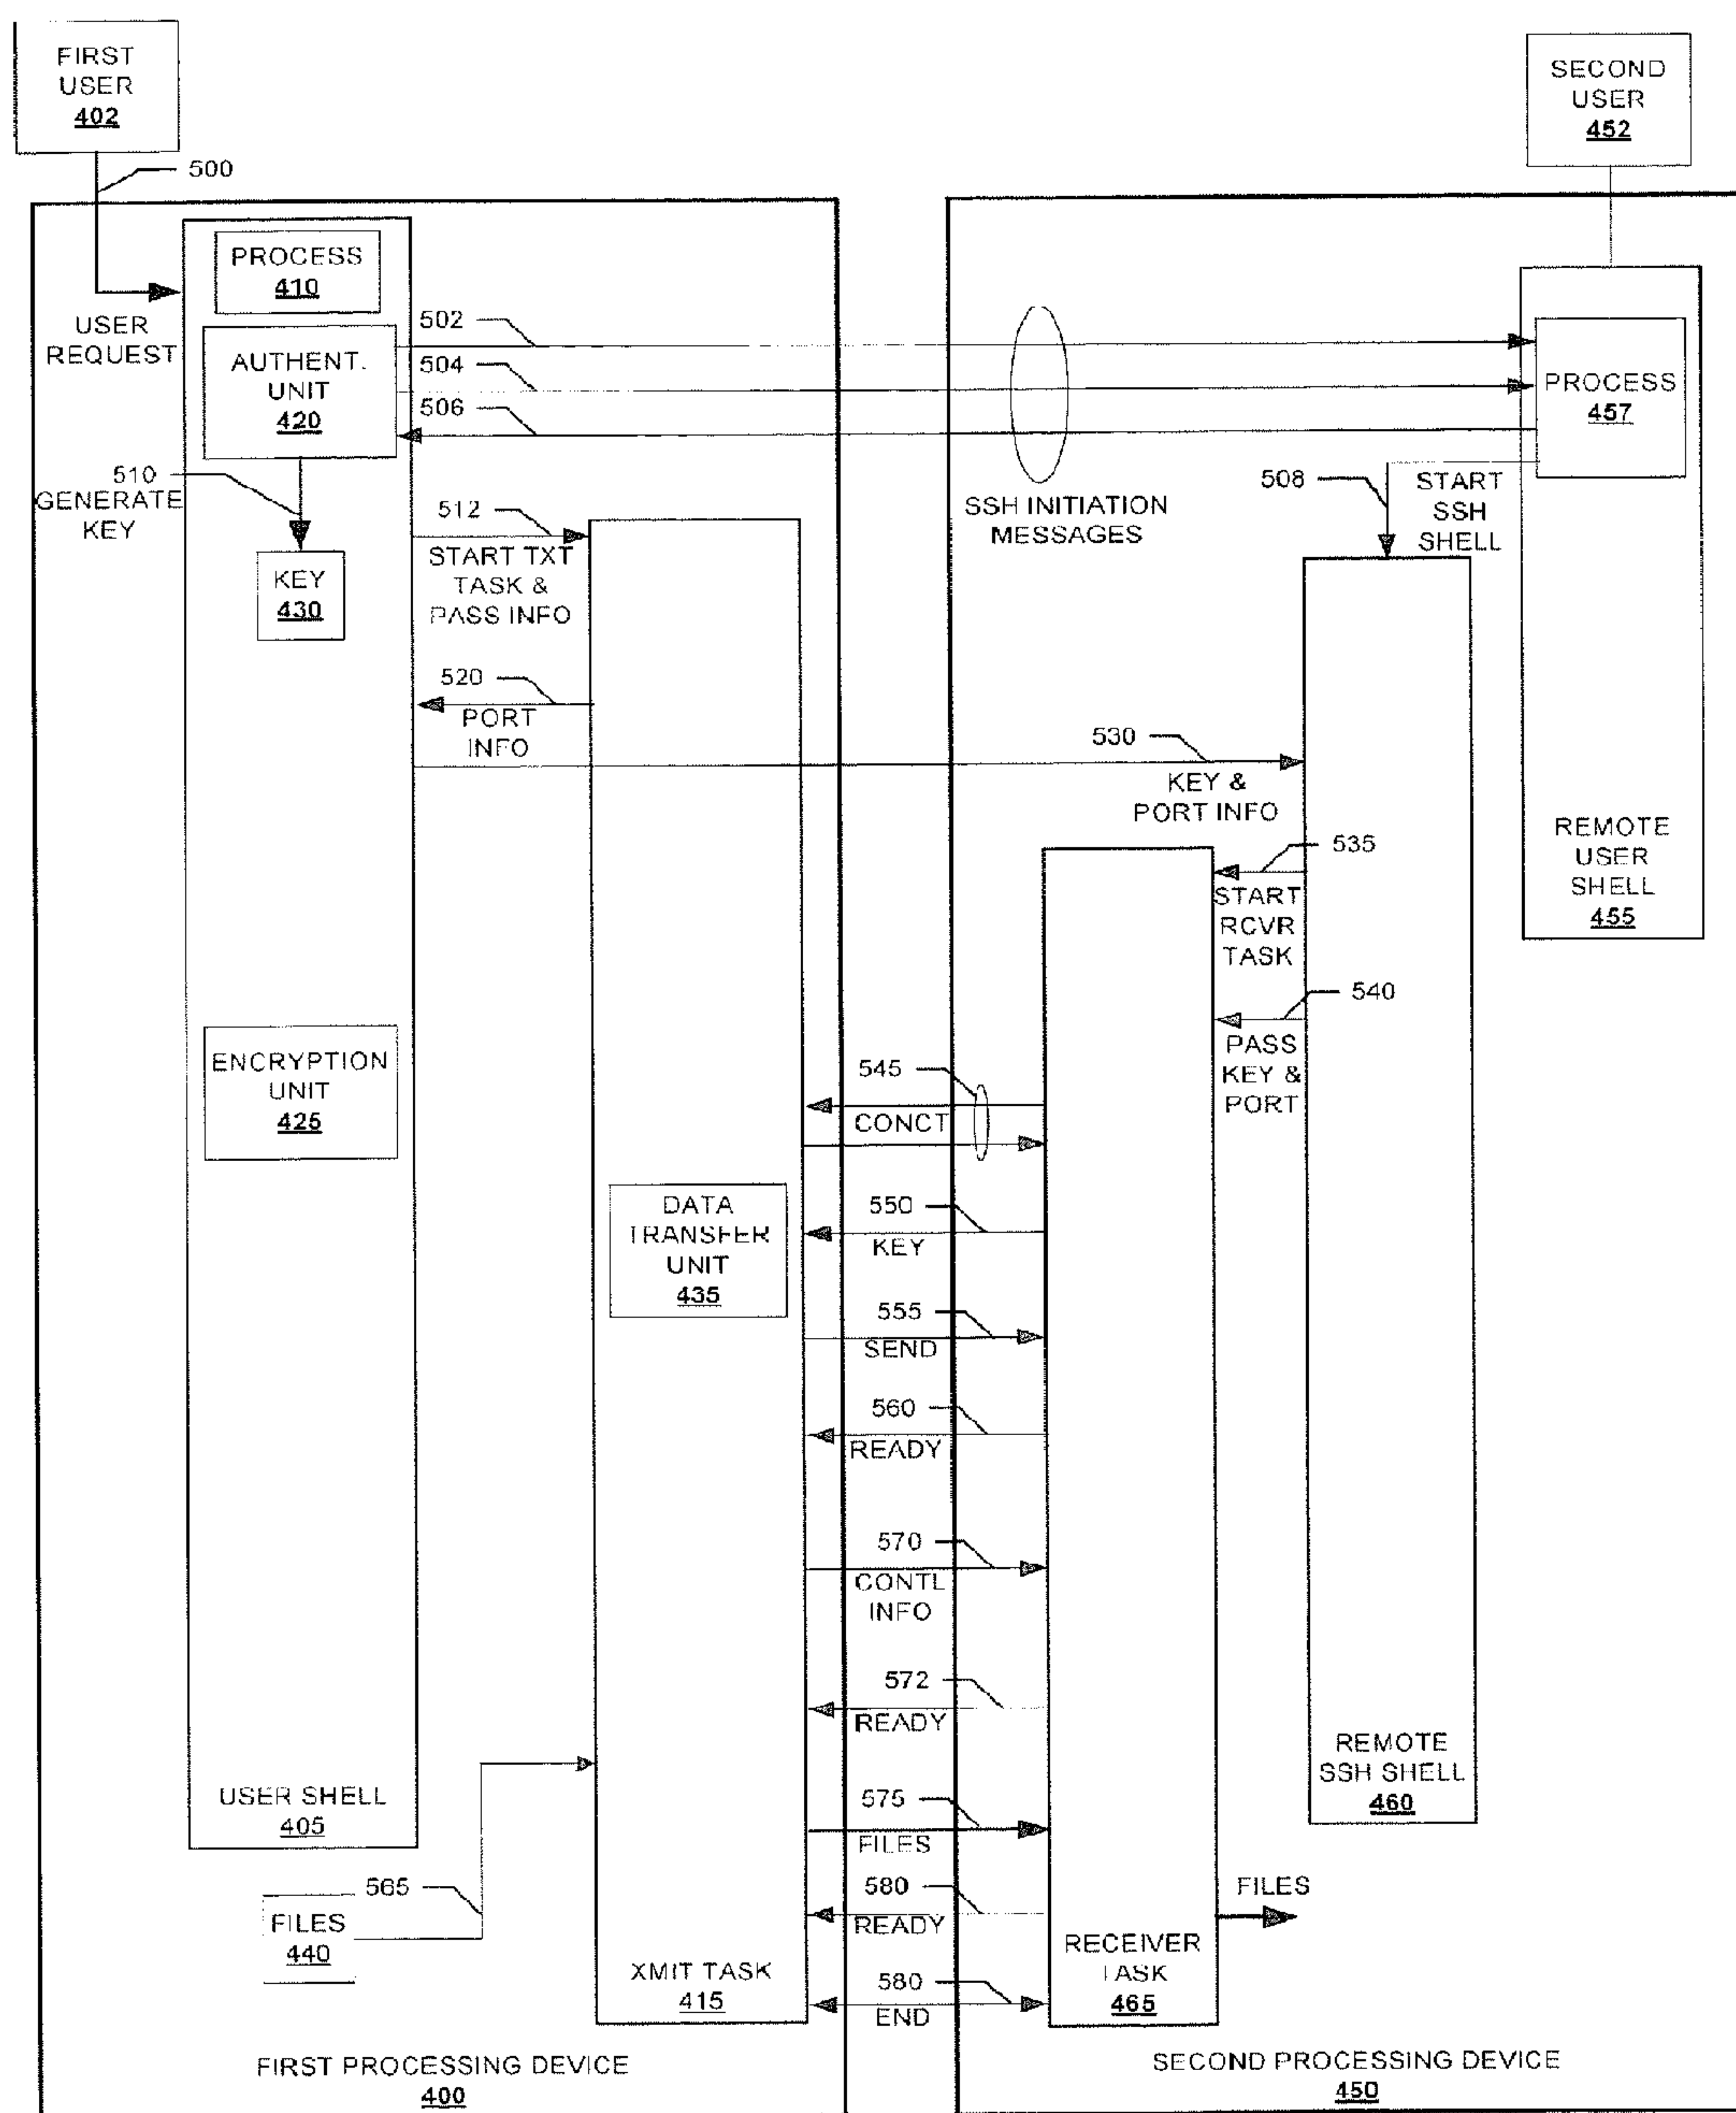 FIRST
USER
402
SECOND
USER
452
500
PROCESS
410
USER
REQUEST
AUTHENT.
UNIT
420
502
504
506
PROCESS
457
510
GENERATE
KEY
KEY
430
512
START TXT
TASK &
PASS INFO
SSH INITIATION
MESSAGES
508
START
SSH
SHELL
520
PORT
INFO
530
KEY &
PORT INFO
535
START
RCVR
TASK
REMOTE
USER
SHELL
455
540
PASS
KEY &
PORT
ENCRYPTION
UNIT
425
545
CONCT
DATA
TRANSFER
UNIT
435
550
KEY
555
SEND
560
READY
570
CONTL
INFO
572
READY
REMOTE
SSH SHELL
460
USER SHELL
405
575
FILES
565
FILES
440
580
READY
FILES
XMIT TASK
415
RECEIVER
TASK
465
580
END
FIRST PROCESSING DEVICE
400
SECOND PROCESSING DEVICE
450